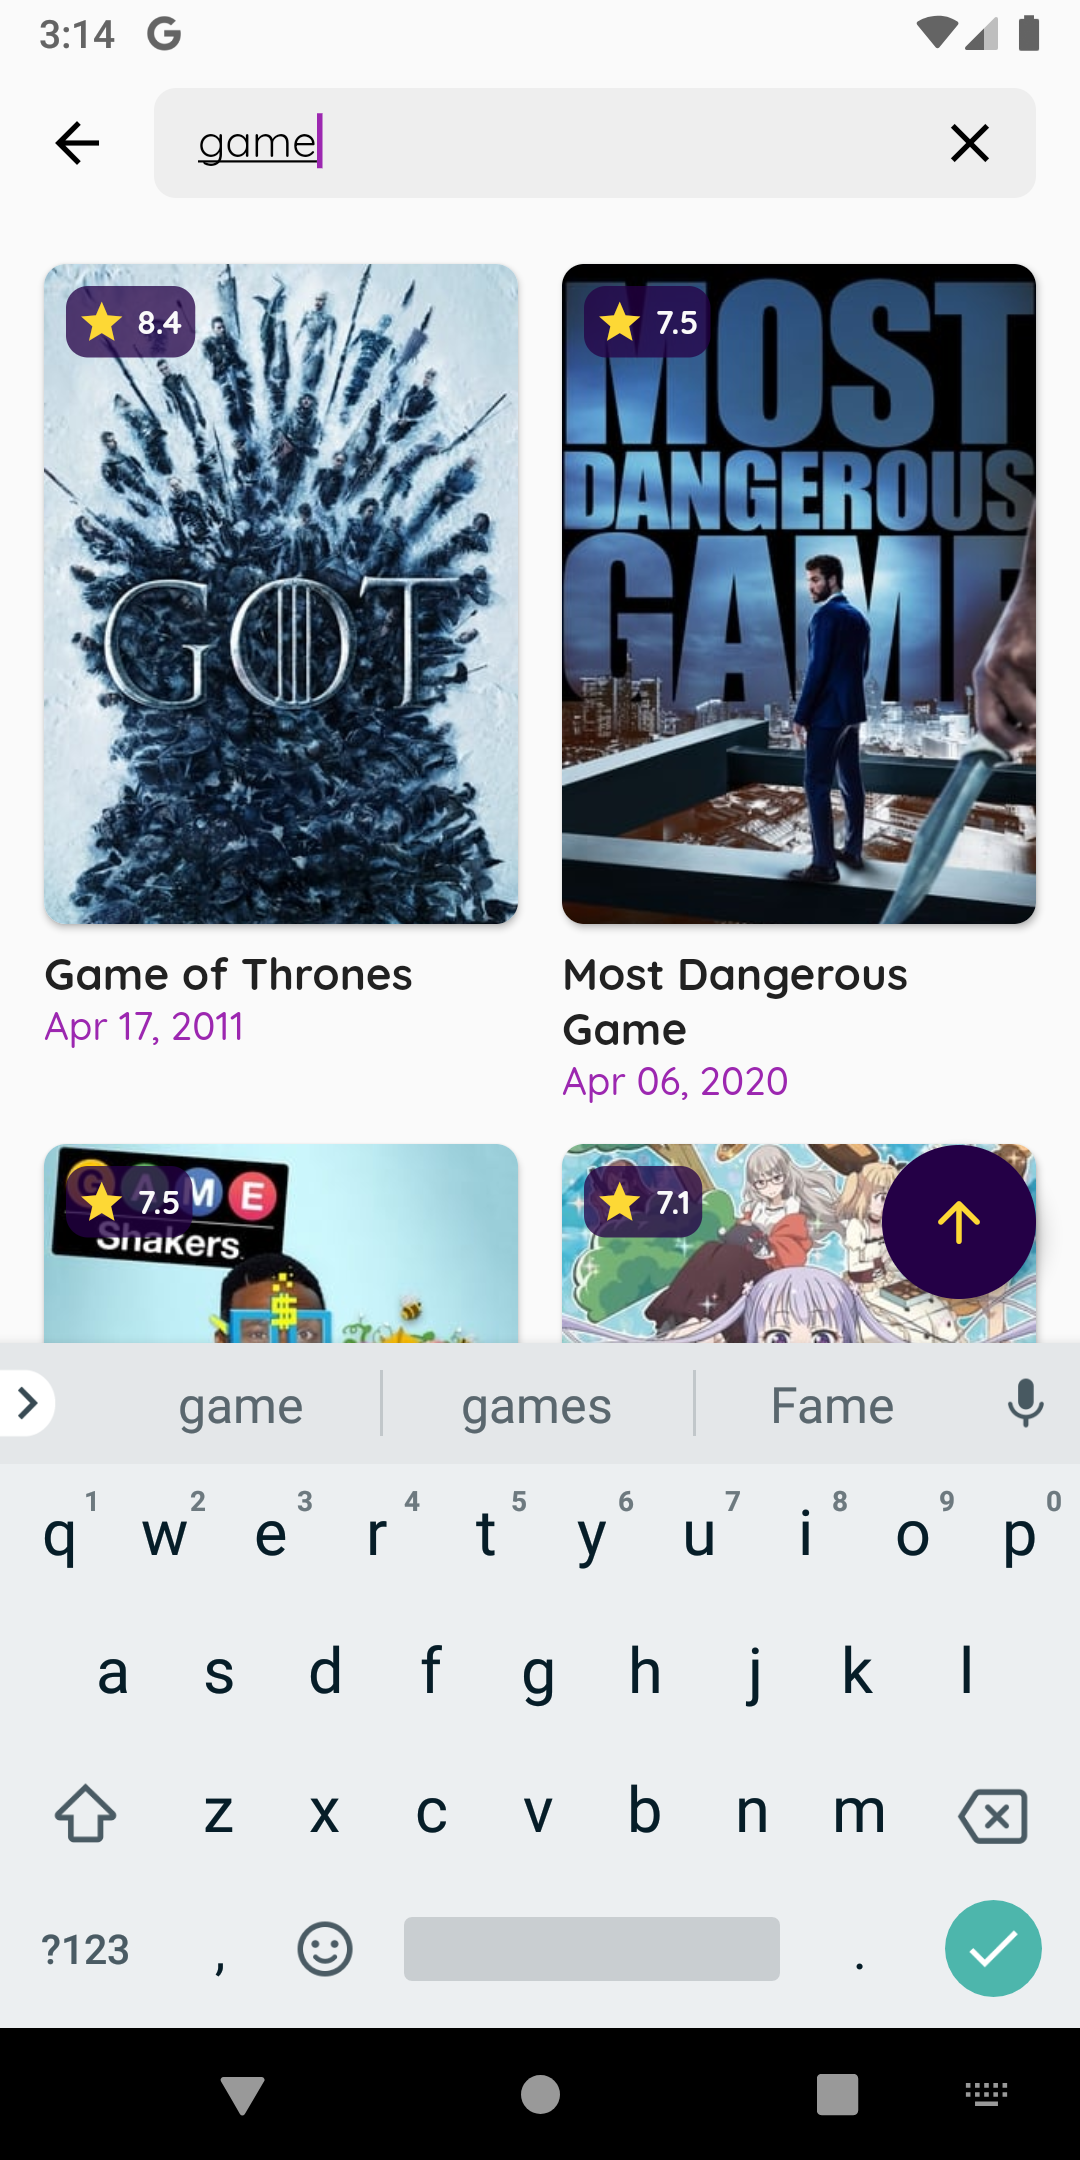 3:14
game
8.4
7.5
MOST
DANGEROUS
GAME
GOT
Game of Thrones
Apr 17, 2011
Most Dangerous
Game
Apr 06, 2020
GAME
Shakers
7.5
7.1
game
games
Fame
1 2 3 4 5 6 7 8 9 0
q w e r t y u i o p
a s d f g h j k l
z x c v b n m
?123 , .